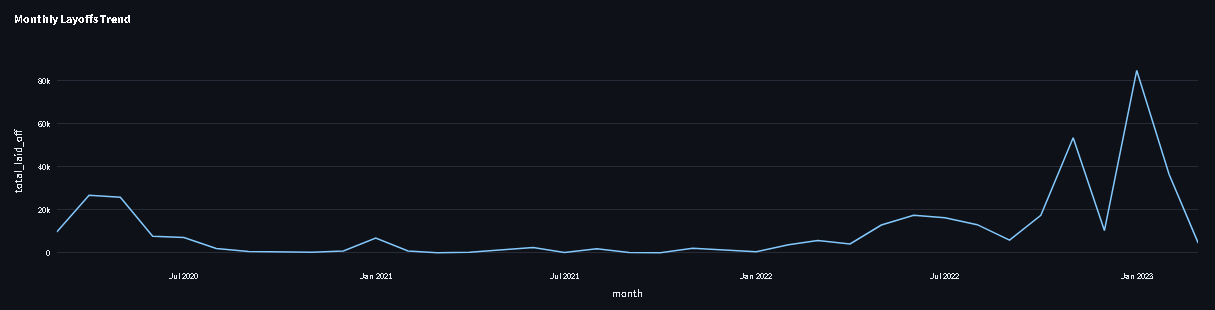 Monthly Layoffs Trend
total_laid_off
80k
60k
40k
20k
0
Jul 2020
Jan 2021
Jul 2021
Jan 2022
Jul 2022
Jan 2023
month